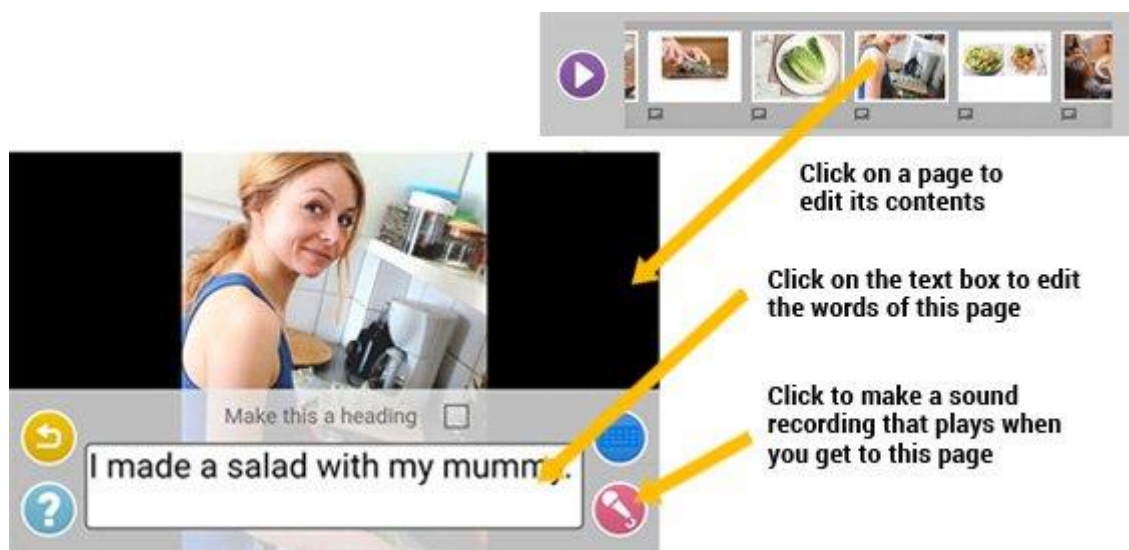 Click on a page to
edit its contents
Click on the text box to edit
the words of this page
Click to make a sound
recording that plays when
you get to this page
Make this a heading
I made a salad with my mummy.
?